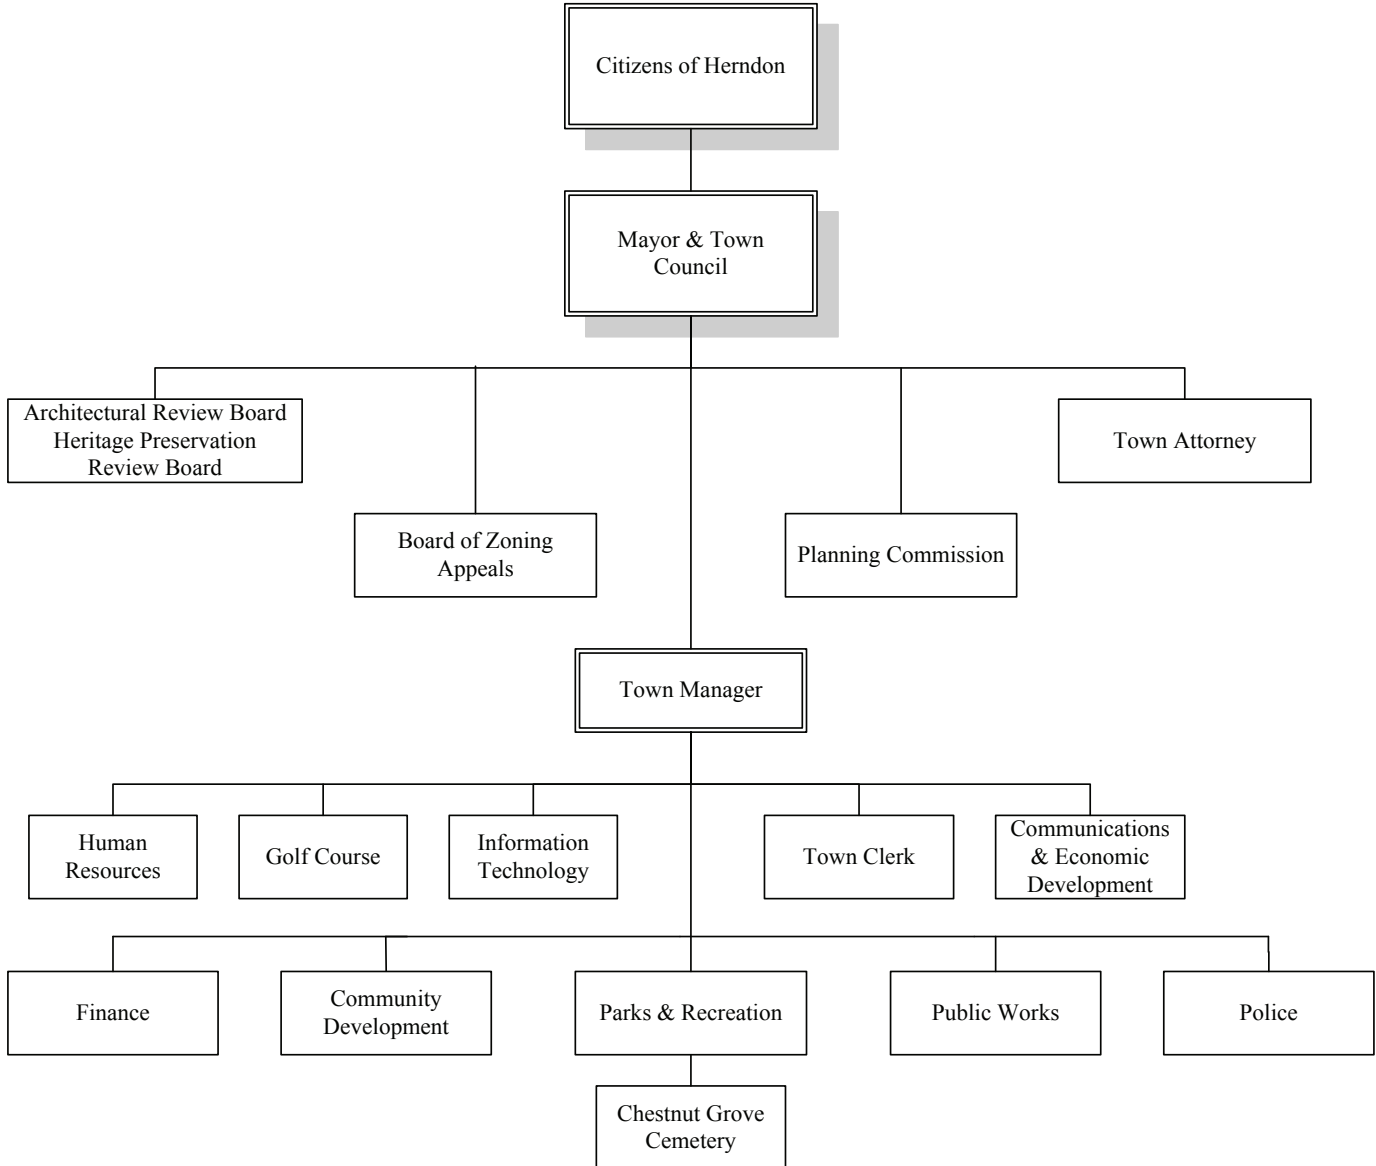 Citizens of Herndon
Mayor & Town
Council
Architectural Review Board
Heritage Preservation
Review Board
Town Attorney
Board of Zoning
Appeals
Planning Commission
Town Manager
Human
Resources
Golf Course
Information
Technology
Town Clerk
Communications
& Economic
Development
Finance
Community
Development
Parks & Recreation
Public Works
Police
Chestnut Grove
Cemetery